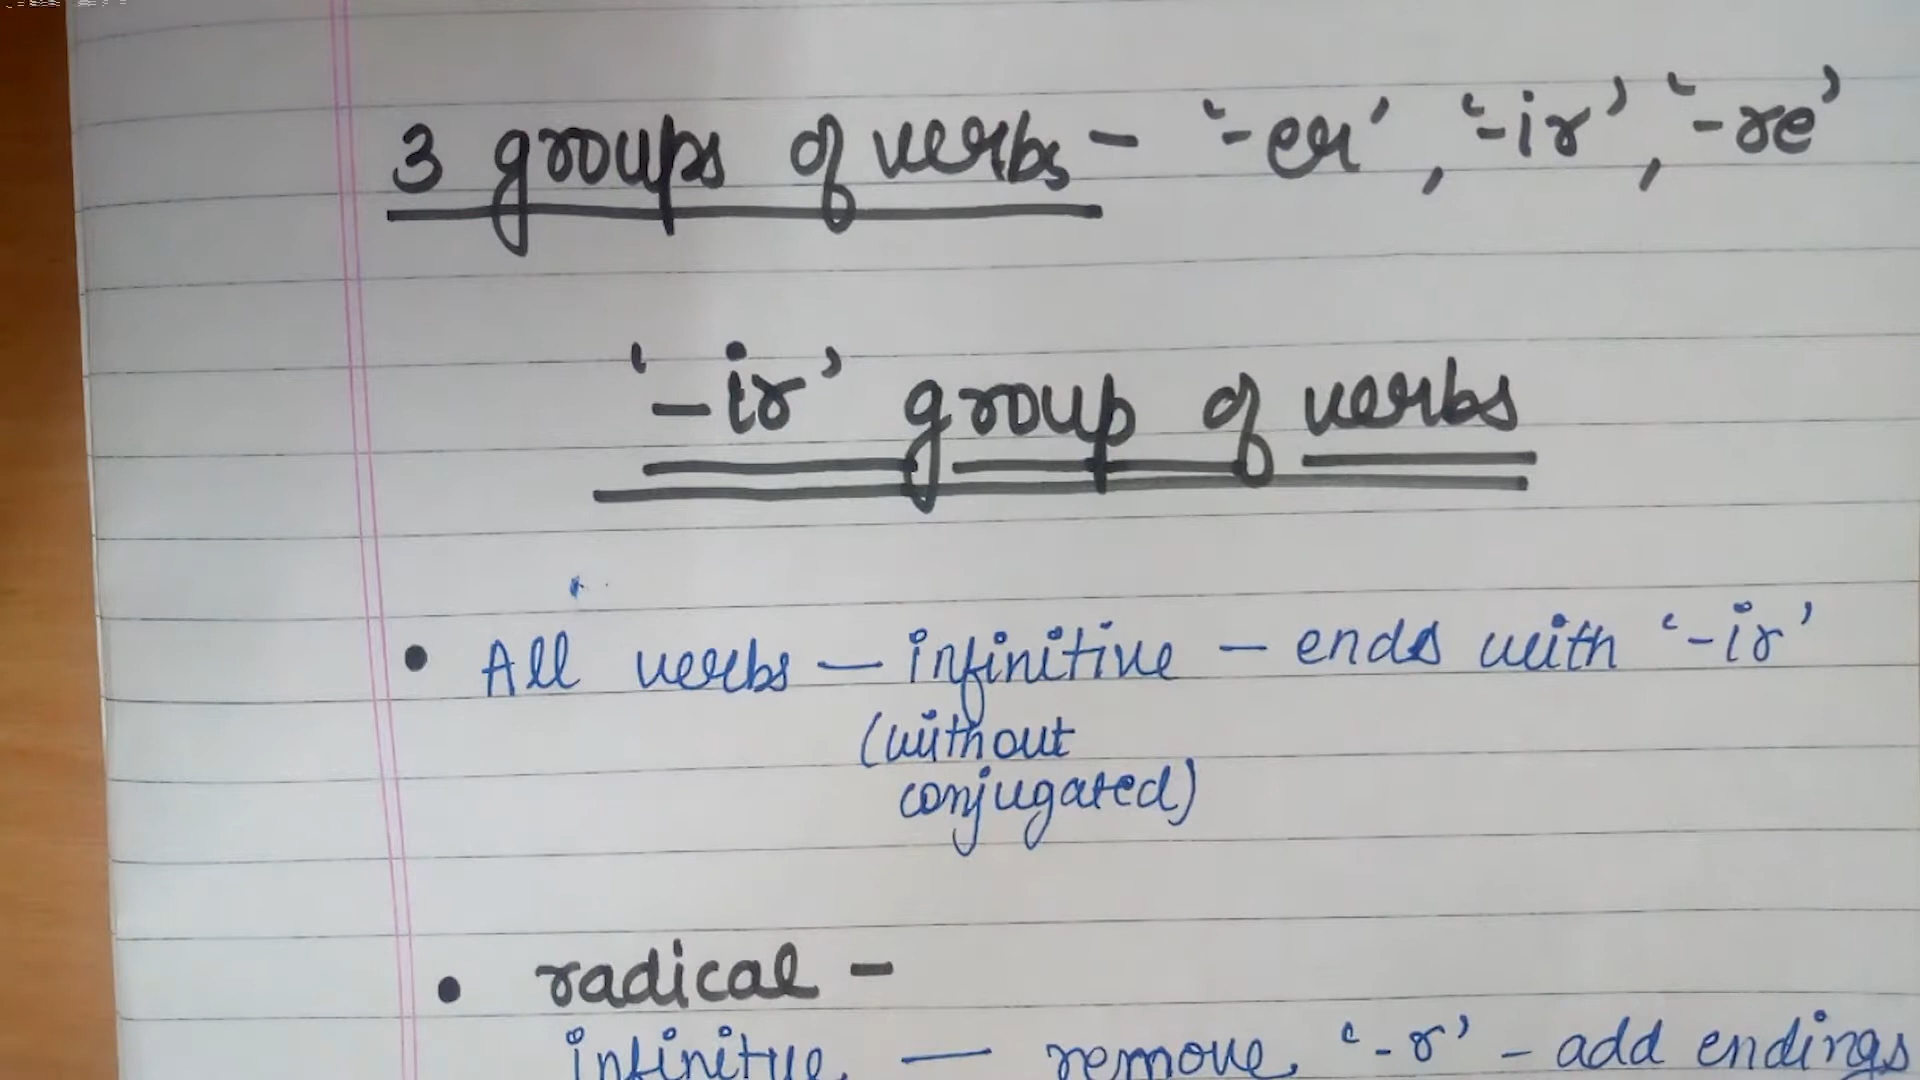 3 groups of verbs - '-er', '-ir', '-re'
'-ir' group of verbs
• All verbs — infinitive - ends with '-ir'
(without
conjugated)
• radical -
infinitive — remove '-r' - add endings